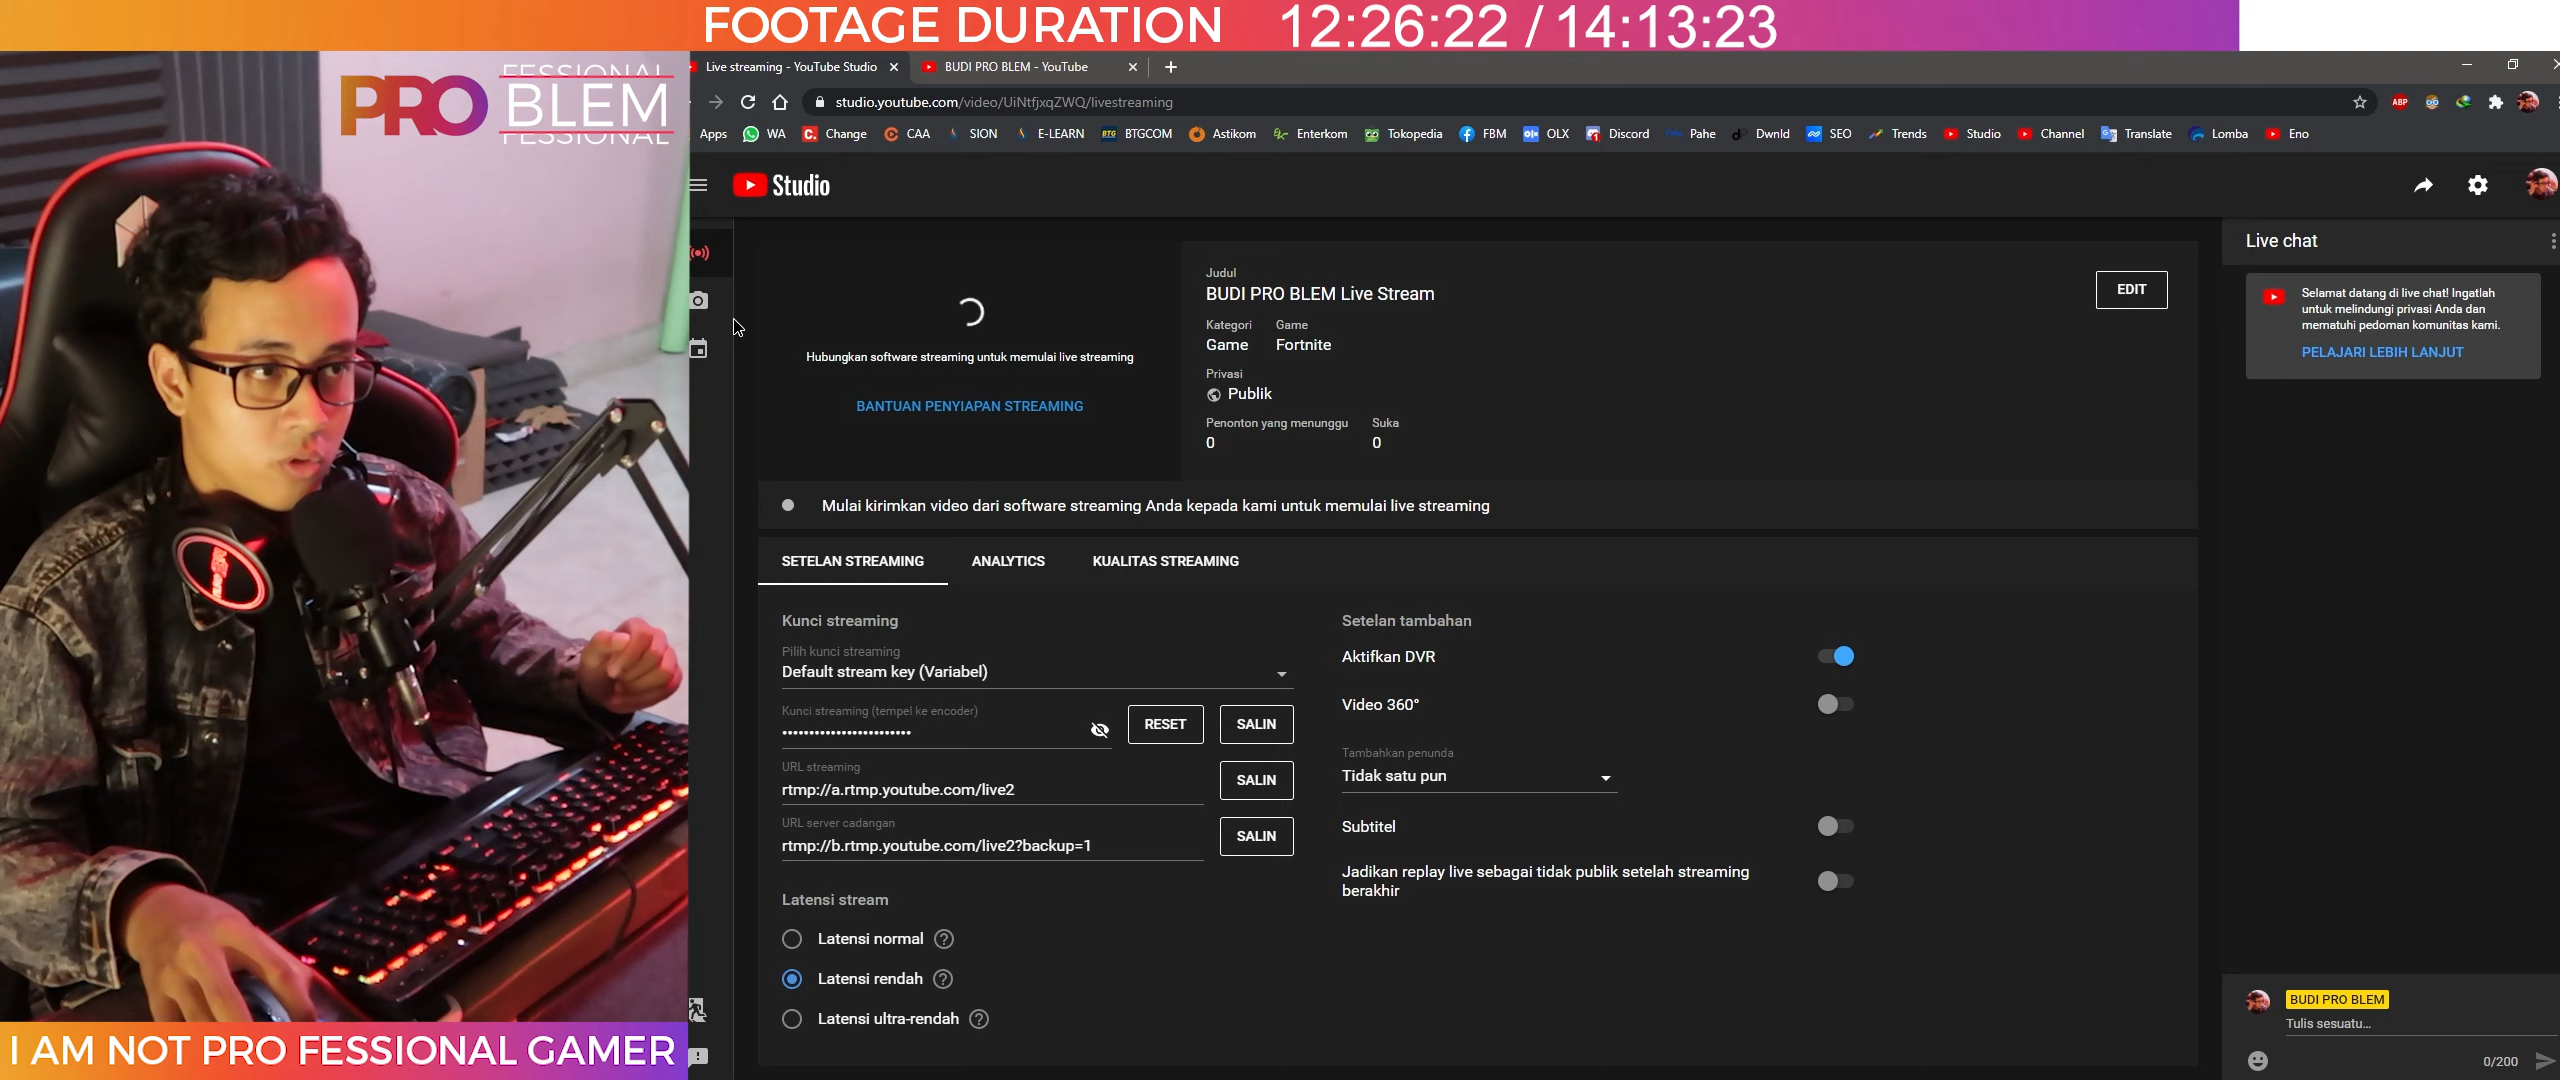 FOOTAGE DURATION 12:26:22 / 14:13:23
FESSIONAL
PRO BLEM
FESSIONAL
Live streaming - YouTube Studio
BUDI PRO BLEM - YouTube
studio.youtube.com/video/UiNtfjxqZWQ/livestreaming
Apps WA Change CAA SION E-LEARN BTGCOM Astikom Enterkom Tokopedia FBM OLX Discord Pahe Dwnld SEO Trends Studio Channel Translate Lomba Eno
ABP
Studio
Hubungkan software streaming untuk memulai live streaming
BANTUAN PENYIAPAN STREAMING
Judul
BUDI PRO BLEM Live Stream
EDIT
Kategori Game
Game Fortnite
Privasi
Publik
Penonton yang menunggu Suka
0 0
Mulai kirimkan video dari software streaming Anda kepada kami untuk memulai live streaming
SETELAN STREAMING ANALYTICS KUALITAS STREAMING
Kunci streaming
Pilih kunci streaming
Default stream key (Variabel)
Kunci streaming (tempel ke encoder)
••••••••••••••••••••••••
RESET SALIN
URL streaming
rtmp://a.rtmp.youtube.com/live2
SALIN
URL server cadangan
rtmp://b.rtmp.youtube.com/live2?backup=1
SALIN
Latensi stream
Latensi normal
Latensi rendah
Latensi ultra-rendah
Setelan tambahan
Aktifkan DVR
Video 360°
Tambahkan penunda
Tidak satu pun
Subtitel
Jadikan replay live sebagai tidak publik setelah streaming
berakhir
Live chat
Selamat datang di live chat! Ingatlah
untuk melindungi privasi Anda dan
mematuhi pedoman komunitas kami.
PELAJARI LEBIH LANJUT
BUDI PRO BLEM
Tulis sesuatu...
0/200
I AM NOT PRO FESSIONAL GAMER